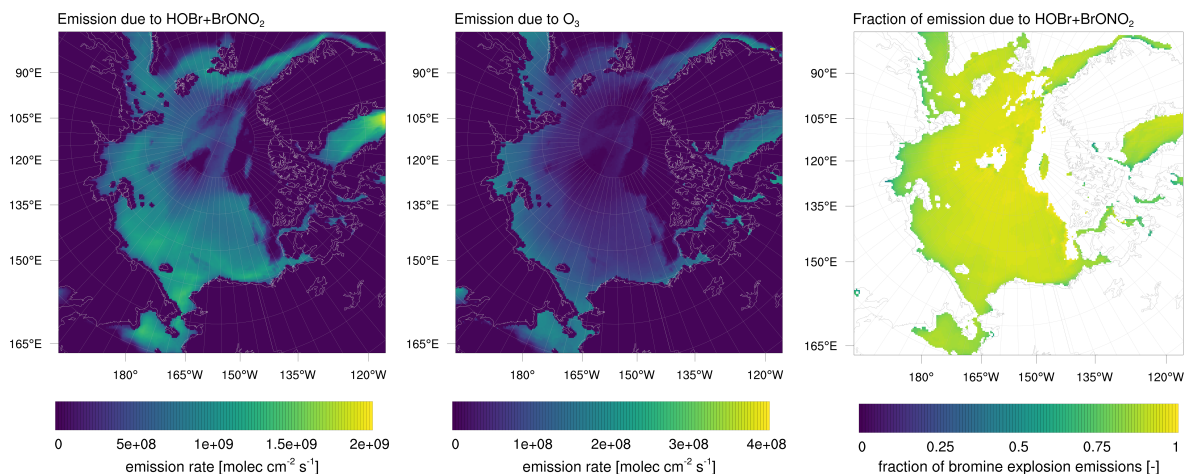 Emission due to HOBr+BrONO₂
90°E
105°E
120°E
135°E
150°E
165°E
180°
165°W
150°W
135°W
120°W
0
5e+08
1e+09
1.5e+09
2e+09
emission rate [molec cm⁻² s⁻¹]
Emission due to O₃
90°E
105°E
120°E
135°E
150°E
165°E
180°
165°W
150°W
135°W
120°W
0
1e+08
2e+08
3e+08
4e+08
emission rate [molec cm⁻² s⁻¹]
Fraction of emission due to HOBr+BrONO₂
90°E
105°E
120°E
135°E
150°E
165°E
180°
165°W
150°W
135°W
120°W
0
0.25
0.5
0.75
1
fraction of bromine explosion emissions [-]